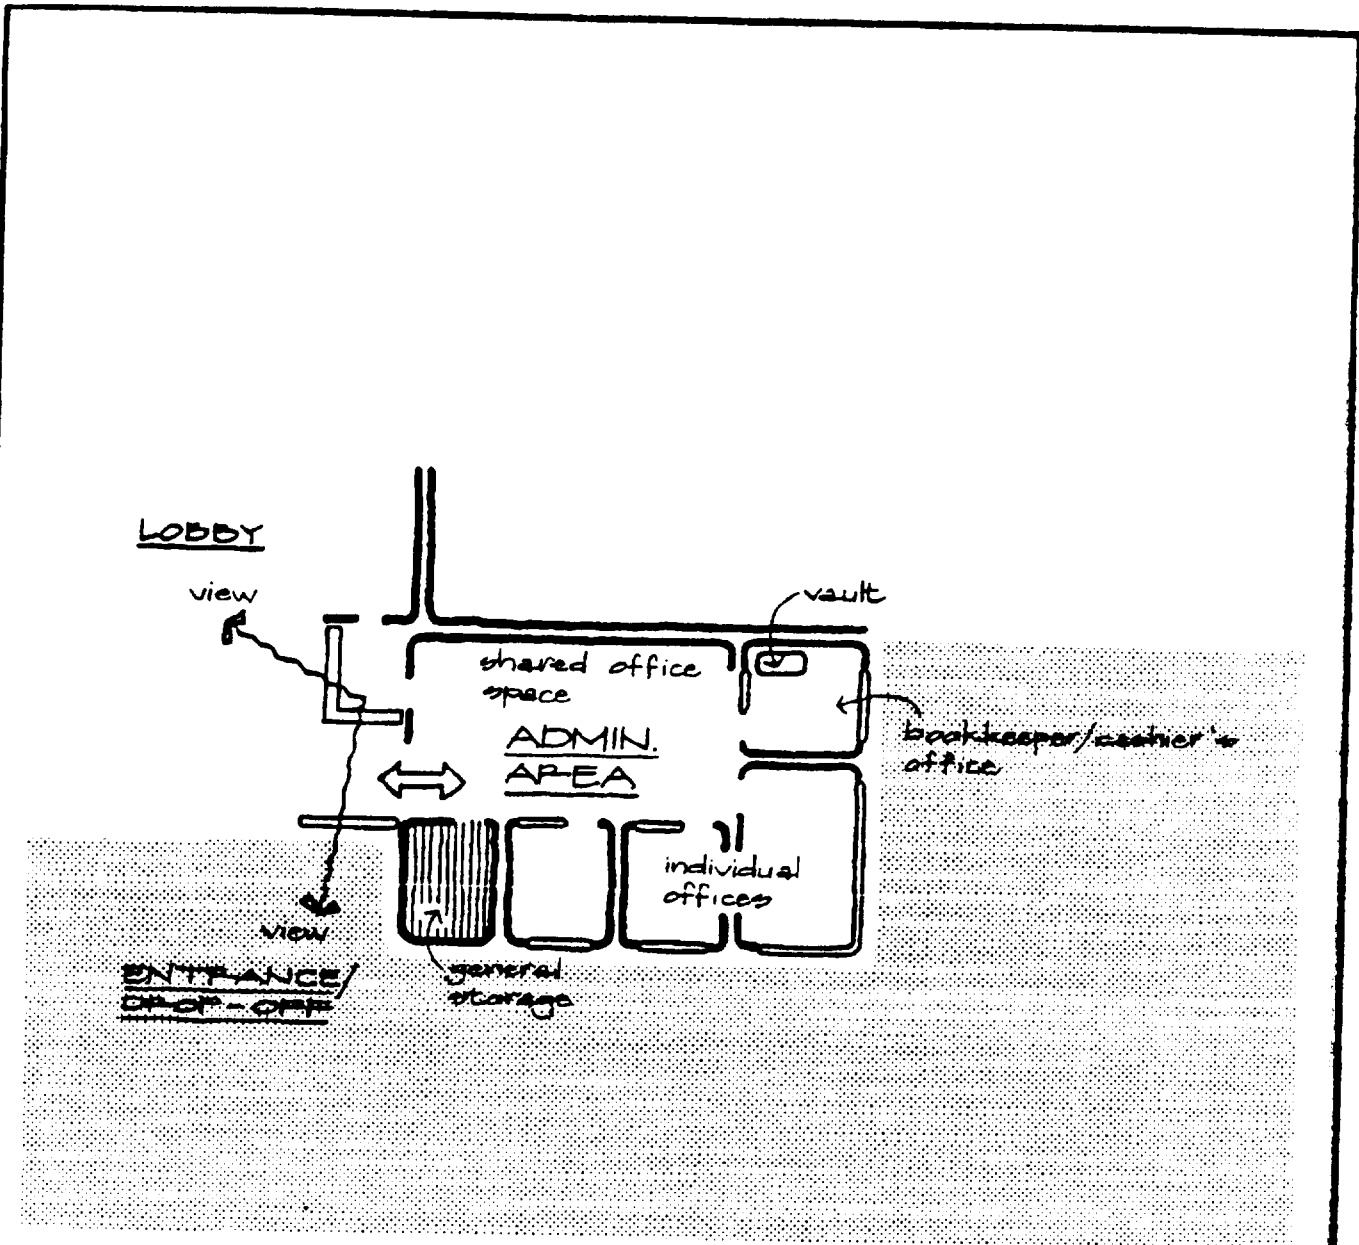 LOBBY
view
vault
shared office
space
ADMIN.
AREA
bookkeeper/cashier's
office
individual
offices
view
general
storage
ENTRANCE/
DROP-OFF